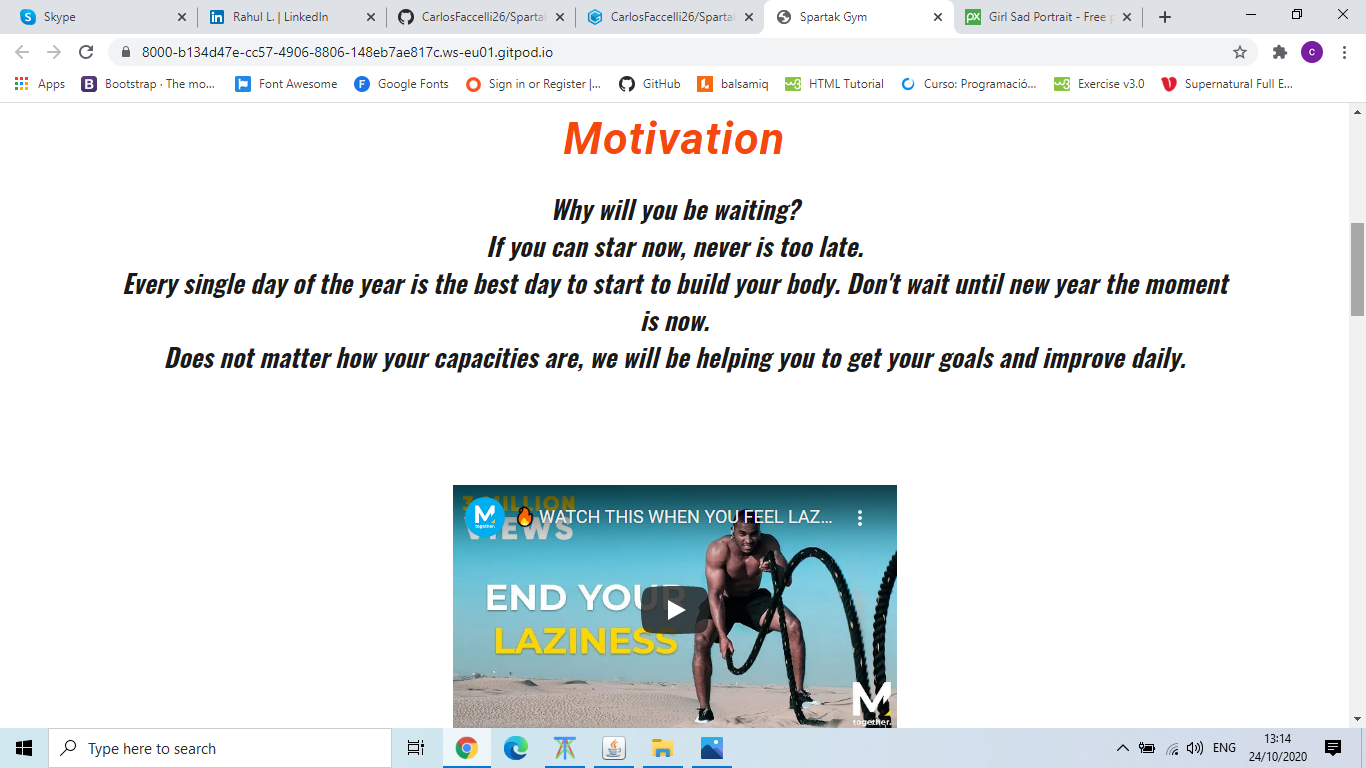 Skype
Rahul L. | LinkedIn
CarlosFaccelli26/Sparta
CarlosFaccelli26/Sparta
Spartak Gym
Girl Sad Portrait - Free
8000-b134d47e-cc57-4906-8806-148eb7ae817c.ws-eu01.gitpod.io
c
Apps
Bootstrap · The mo...
Font Awesome
Google Fonts
Sign in or Register |...
GitHub
balsamiq
HTML Tutorial
Curso: Programació...
Exercise v3.0
Supernatural Full E...
Motivation
Why will you be waiting?
If you can star now, never is too late.
Every single day of the year is the best day to start to build your body. Don't wait until new year the moment
is now.
Does not matter how your capacities are, we will be helping you to get your goals and improve daily.
3 MILLION
VIEWS
M
together.
WATCH THIS WHEN YOU FEEL LAZ...
END YOUR
LAZINESS
M
together.
Type here to search
ENG
13:14
24/10/2020